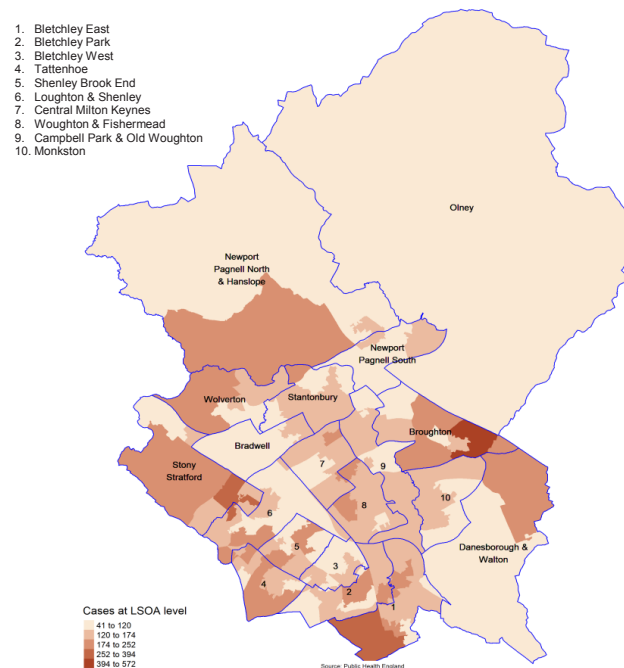 1. Bletchley East
2. Bletchley Park
3. Bletchley West
4. Tattenhoe
5. Shenley Brook End
6. Loughton & Shenley
7. Central Milton Keynes
8. Woughton & Fishermead
9. Campbell Park & Old Woughton
10. Monkston
Olney
Newport
Pagnell North
& Hanslope
Newport
Pagnell South
Wolverton
Stantonbury
Broughton
Bradwell
7
9
Stony
Stratford
6
8
10
5
3
Danesborough &
Walton
4
2
1
Cases at LSOA level
41 to 120
120 to 174
174 to 252
252 to 394
394 to 572
Source: Public Health England